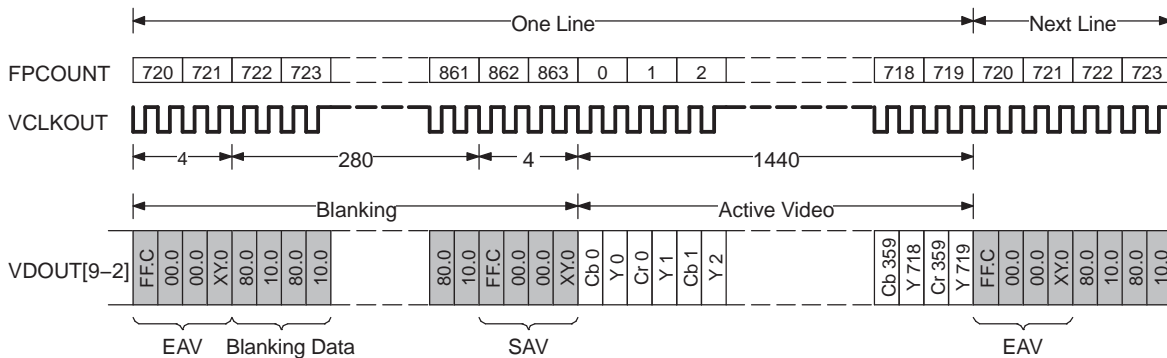 One Line Next Line
FPCOUNT 720 721 722 723 861 862 863 0 1 2 718 719 720 721 722 723
VCLKOUT
4 280 4 1440
Blanking Active Video
VDOUT[9–2] FF.C 00.0 00.0 XY.0 80.0 10.0 80.0 10.0 80.0 10.0 FF.C 00.0 00.0 XY.0 Cb 0 Y 0 Cr 0 Y 1 Cb 1 Y 2 Cb 359 Y 718 Cr 359 Y 719 FF.C 00.0 00.0 XY.0 80.0 10.0 80.0 10.0
EAV Blanking Data SAV EAV